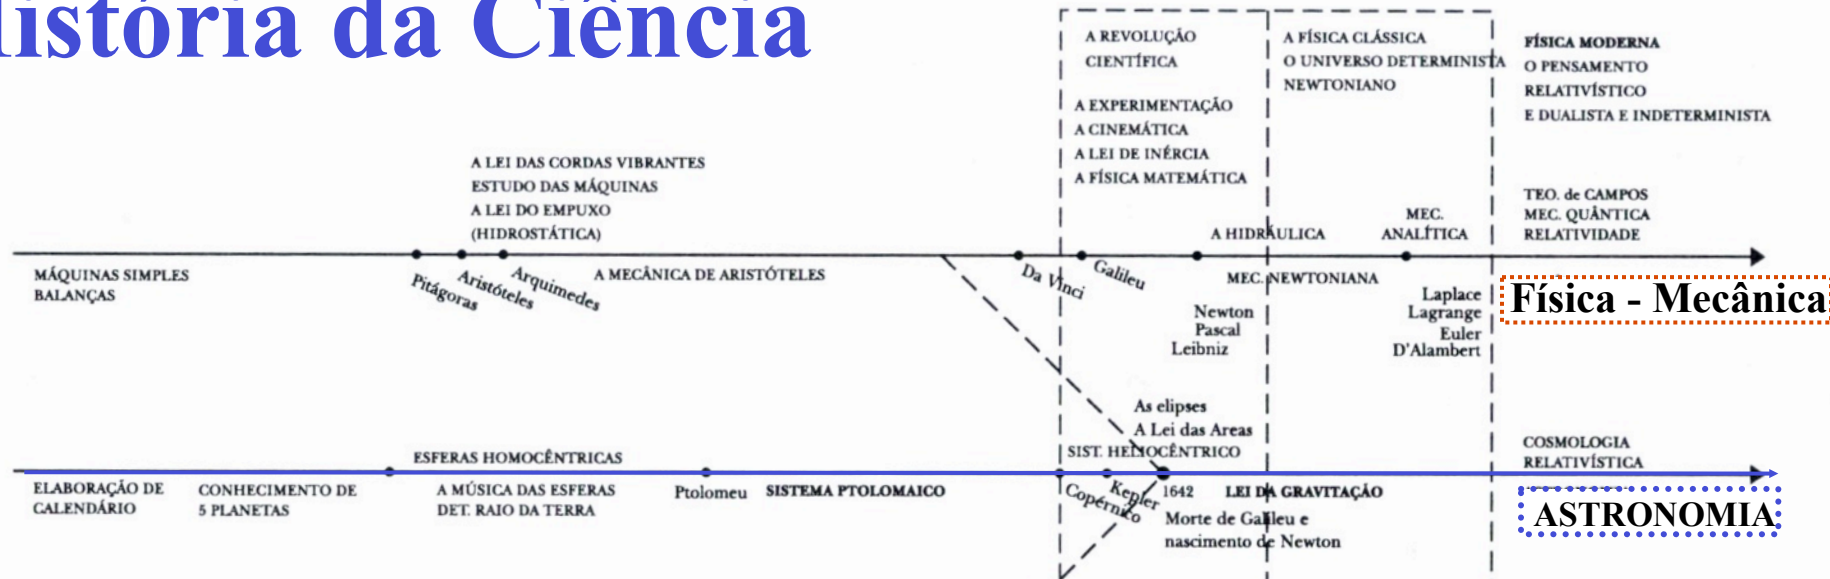 História da Ciência
A REVOLUÇÃO
CIENTÍFICA
A EXPERIMENTAÇÃO
A CINEMÁTICA
A LEI DE INÉRCIA
A FÍSICA MATEMÁTICA
A FÍSICA CLÁSSICA
O UNIVERSO DETERMINISTA
NEWTONIANO
FÍSICA MODERNA
O PENSAMENTO
RELATIVÍSTICO
E DUALISTA E INDETERMINISTA
A LEI DAS CORDAS VIBRANTES
ESTUDO DAS MÁQUINAS
A LEI DO EMPUXO
(HIDROSTÁTICA)
A HIDRÁULICA
MEC.
ANALÍTICA
TEO. de CAMPOS
MEC. QUÂNTICA
RELATIVIDADE
MÁQUINAS SIMPLES
BALANÇAS
Pitágoras
Aristóteles
Arquimedes
A MECÂNICA DE ARISTÓTELES
Da Vinci
Galileu
MEC. NEWTONIANA
Newton
Pascal
Leibniz
Laplace
Lagrange
Euler
D'Alambert
Física - Mecânica
As elipses
A Lei das Areas
SIST. HELIOCÊNTRICO
ESFERAS HOMOCÊNTRICAS
COSMOLOGIA
RELATIVÍSTICA
ELABORAÇÃO DE
CALENDÁRIO
CONHECIMENTO DE
5 PLANETAS
A MÚSICA DAS ESFERAS
DET. RAIO DA TERRA
Ptolomeu
SISTEMA PTOLOMAICO
Copérnico
Kepler
1642
LEI DA GRAVITAÇÃO
Morte de Galileu e
nascimento de Newton
ASTRONOMIA